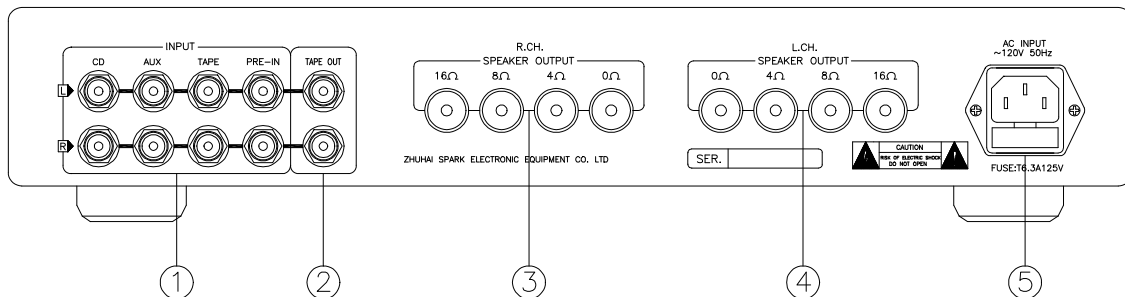 INPUT
CD AUX TAPE PRE-IN TAPE OUT
L
R
R.CH.
SPEAKER OUTPUT
16Ω 8Ω 4Ω 0Ω
L.CH.
SPEAKER OUTPUT
0Ω 4Ω 8Ω 16Ω
AC INPUT
~120V 50Hz
ZHUHAI SPARK ELECTRONIC EQUIPMENT CO. LTD
SER.
CAUTION
RISK OF ELECTRIC SHOCK
DO NOT OPEN
FUSE:T6.3A125V
1 2 3 4 5